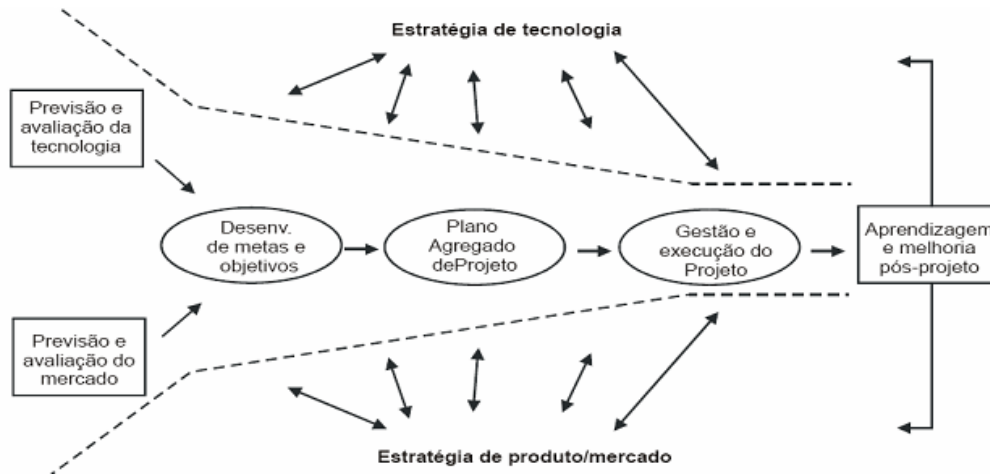 Estratégia de tecnologia
Previsão e
avaliação da
tecnologia
Desenv.
de metas e
objetivos
Plano
Agregado
deProjeto
Gestão e
execução do
Projeto
Aprendizagem
e melhoria
pós-projeto
Previsão e
avaliação do
mercado
Estratégia de produto/mercado